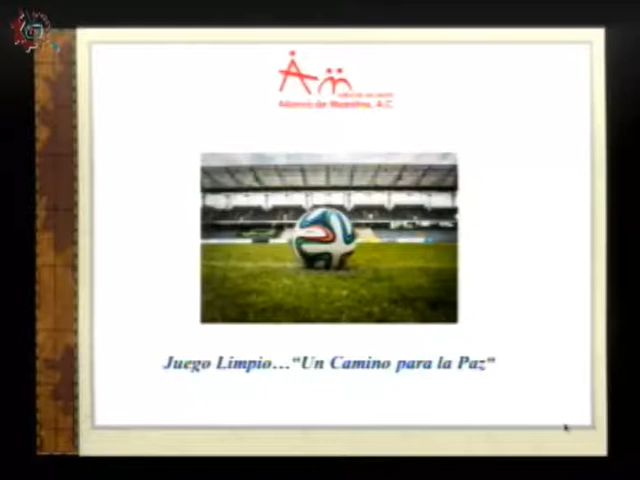 Alianza de Maestros, A.C.
Juego Limpio…"Un Camino para la Paz"